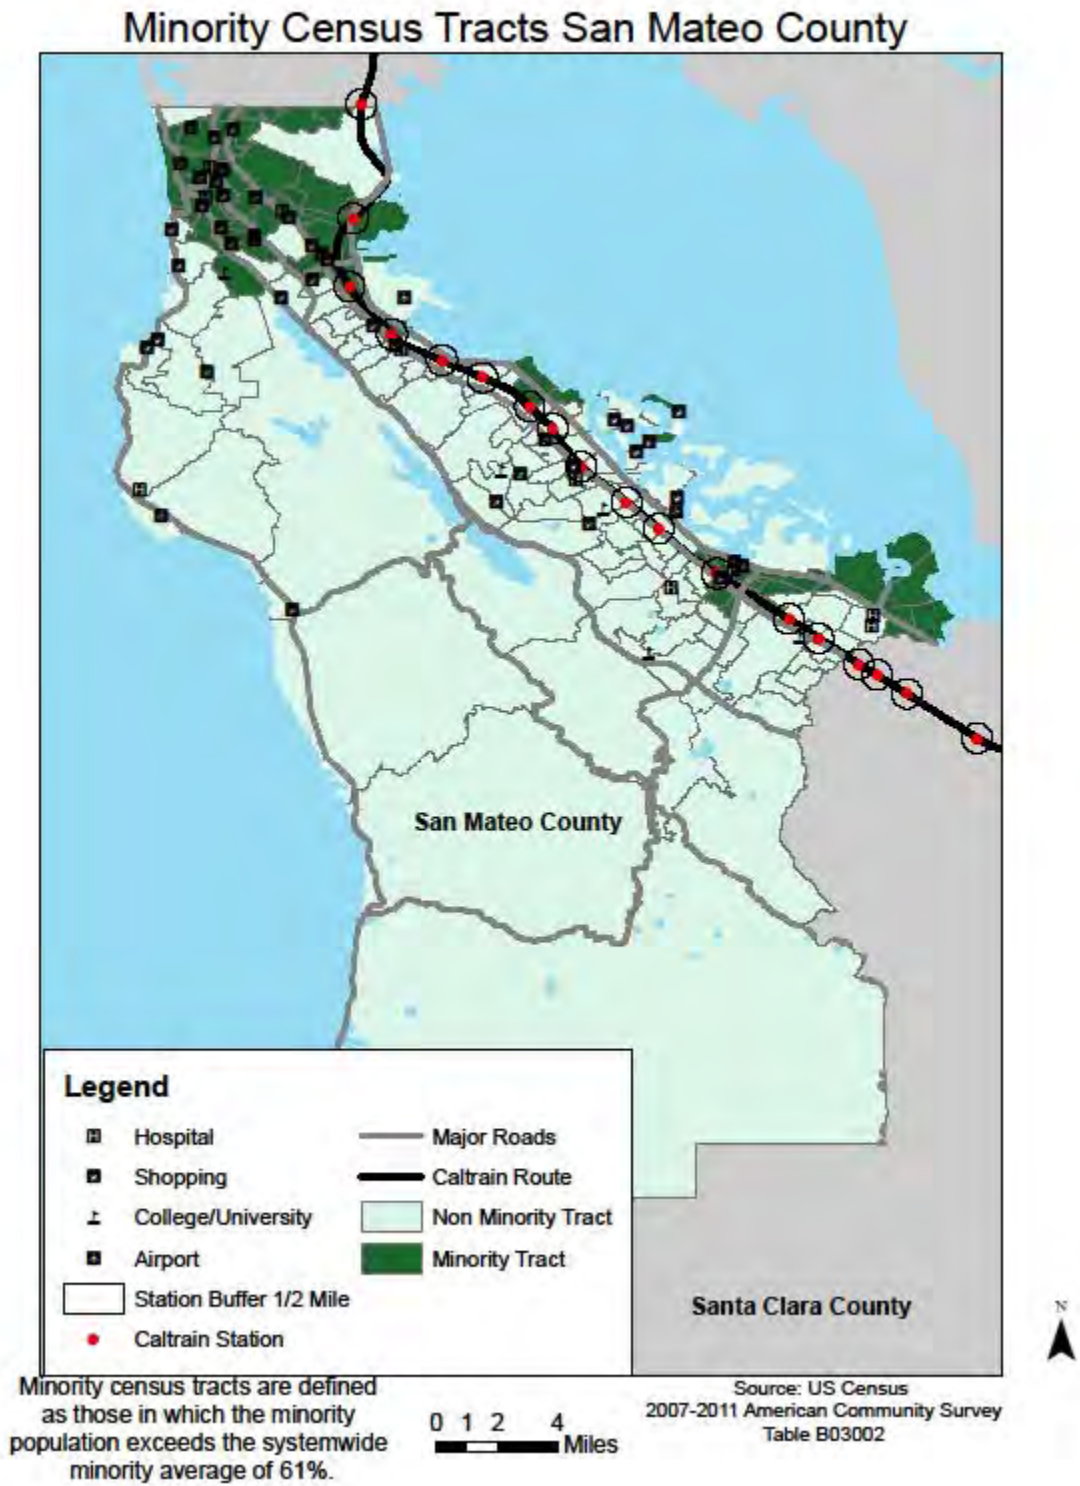 Minority Census Tracts San Mateo County
San Mateo County
Legend
Hospital
Shopping
College/University
Airport
Station Buffer 1/2 Mile
Caltrain Station
Major Roads
Caltrain Route
Non Minority Tract
Minority Tract
Santa Clara County
N
Minority census tracts are defined
as those in which the minority
population exceeds the systemwide
minority average of 61%.
0 1 2 4
Miles
Source: US Census
2007-2011 American Community Survey
Table B03002